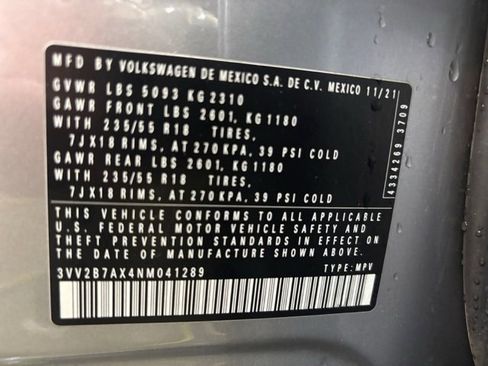 MFD BY VOLKSWAGEN DE MEXICO S.A. DE C.V. MEXICO 11/21
GVWR LBS 5093 KG 2310
GAWR FRONT LBS 2601, KG 1180
WITH 235/55 R18 TIRES,
7JX18 RIMS, AT 270 KPA, 39 PSI COLD
GAWR REAR LBS 2601, KG 1180
WITH 235/55 R18 TIRES,
7JX18 RIMS, AT 270 KPA, 39 PSI COLD
THIS VEHICLE CONFORMS TO ALL APPLICABLE
U.S. FEDERAL MOTOR VEHICLE SAFETY AND
THEFT PREVENTION STANDARDS IN EFFECT ON
THE DATE OF MANUFACTURE SHOWN ABOVE.
3VV2B7AX4NM041289 TYPE: MPV
4334269 3709